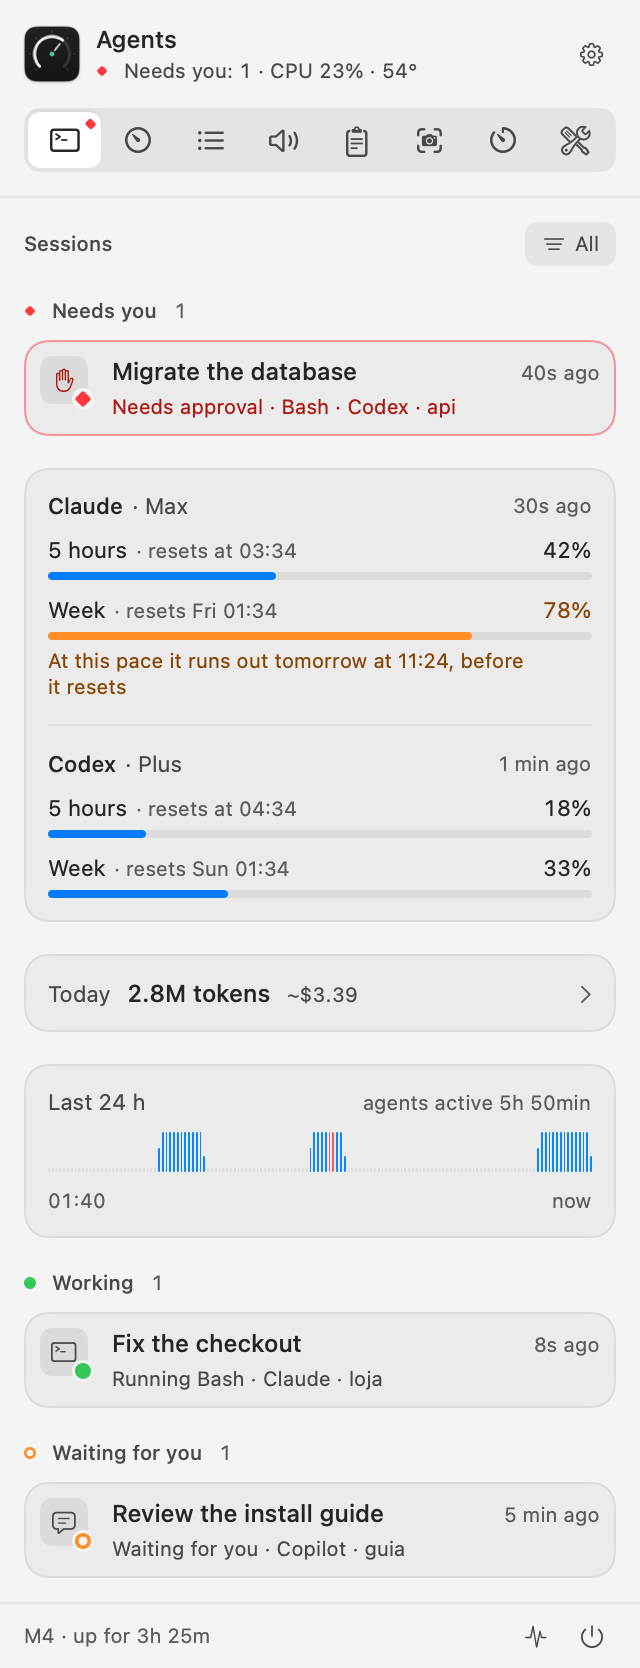 Agents
Needs you: 1 · CPU 23% · 54°
Sessions
All
Needs you 1
Migrate the database 40s ago
Needs approval · Bash · Codex · api
Claude · Max 30s ago
5 hours · resets at 03:34 42%
Week · resets Fri 01:34 78%
At this pace it runs out tomorrow at 11:24, before
it resets
Codex · Plus 1 min ago
5 hours · resets at 04:34 18%
Week · resets Sun 01:34 33%
Today 2.8M tokens ~$3.39
Last 24 h agents active 5h 50min
01:40 now
Working 1
Fix the checkout 8s ago
Running Bash · Claude · loja
Waiting for you 1
Review the install guide 5 min ago
Waiting for you · Copilot · guia
M4 · up for 3h 25m